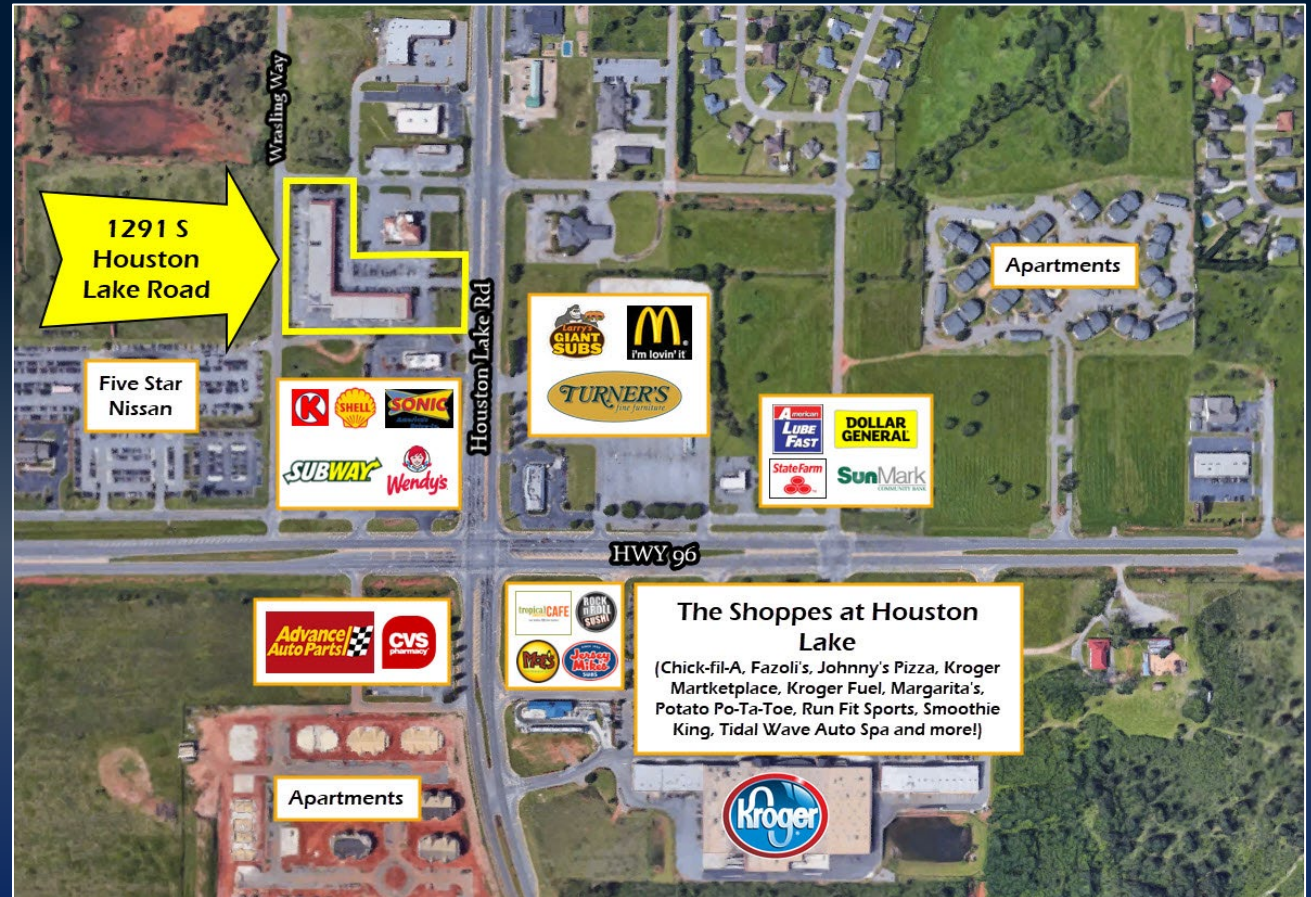 Wrasling Way
1291 S
Houston
Lake Road
Houston Lake Rd
Apartments
Larry's
GIANT
SUBS
i'm lovin' it
TURNER'S
fine furniture
Five Star
Nissan
K
SHELL
SONIC
SUBWAY
Wendy's
American
LUBE
FAST
DOLLAR
GENERAL
StateFarm
SunMark
COMMUNITY BANK
HWY 96
Advance
Auto Parts
CVS
pharmacy
tropical CAFE
ROCK
n ROLL
SUSHI
MOE'S
Jersey
Mike's
SUBS
The Shoppes at Houston
Lake
(Chick-fil-A, Fazoli's, Johnny's Pizza, Kroger
Martketplace, Kroger Fuel, Margarita's,
Potato Po-Ta-Toe, Run Fit Sports, Smoothie
King, Tidal Wave Auto Spa and more!)
Apartments
Kroger